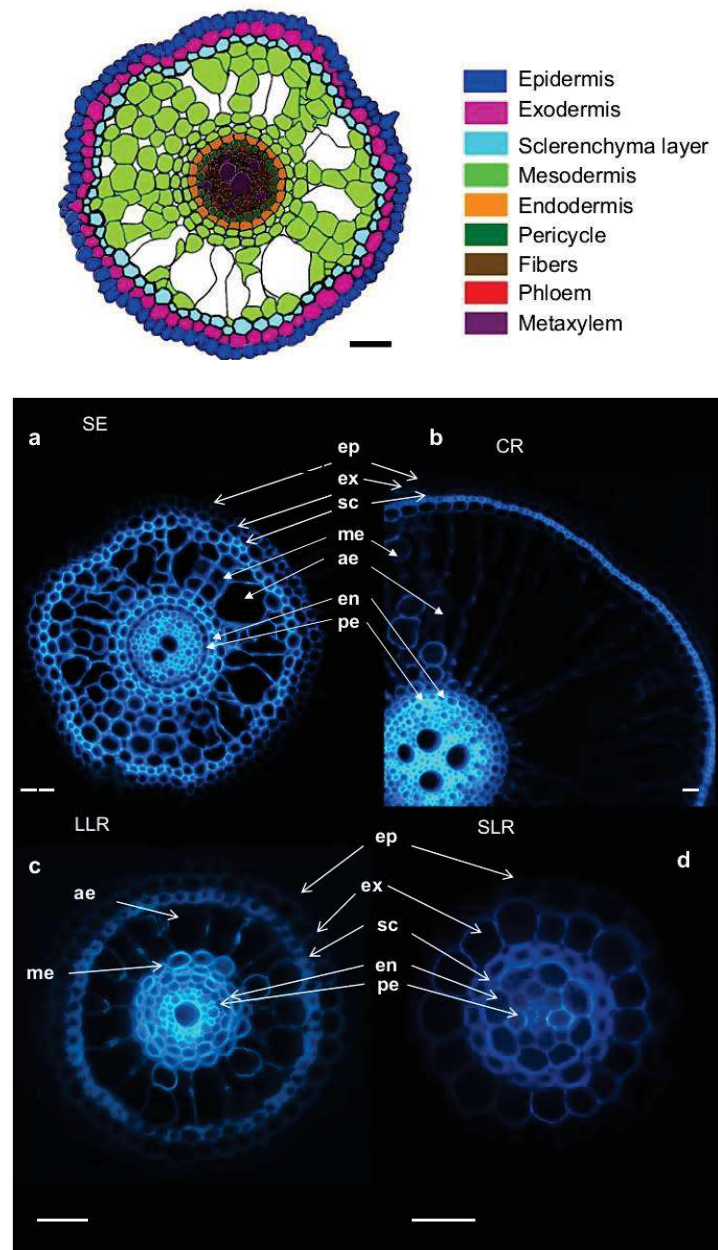 Epidermis
Exodermis
Sclerenchyma layer
Mesodermis
Endodermis
Pericycle
Fibers
Phloem
Metaxylem
a SE b CR
ep
ex
sc
me
ae
en
pe
LLR SLR
c ep d
ae ex
sc
me en
pe